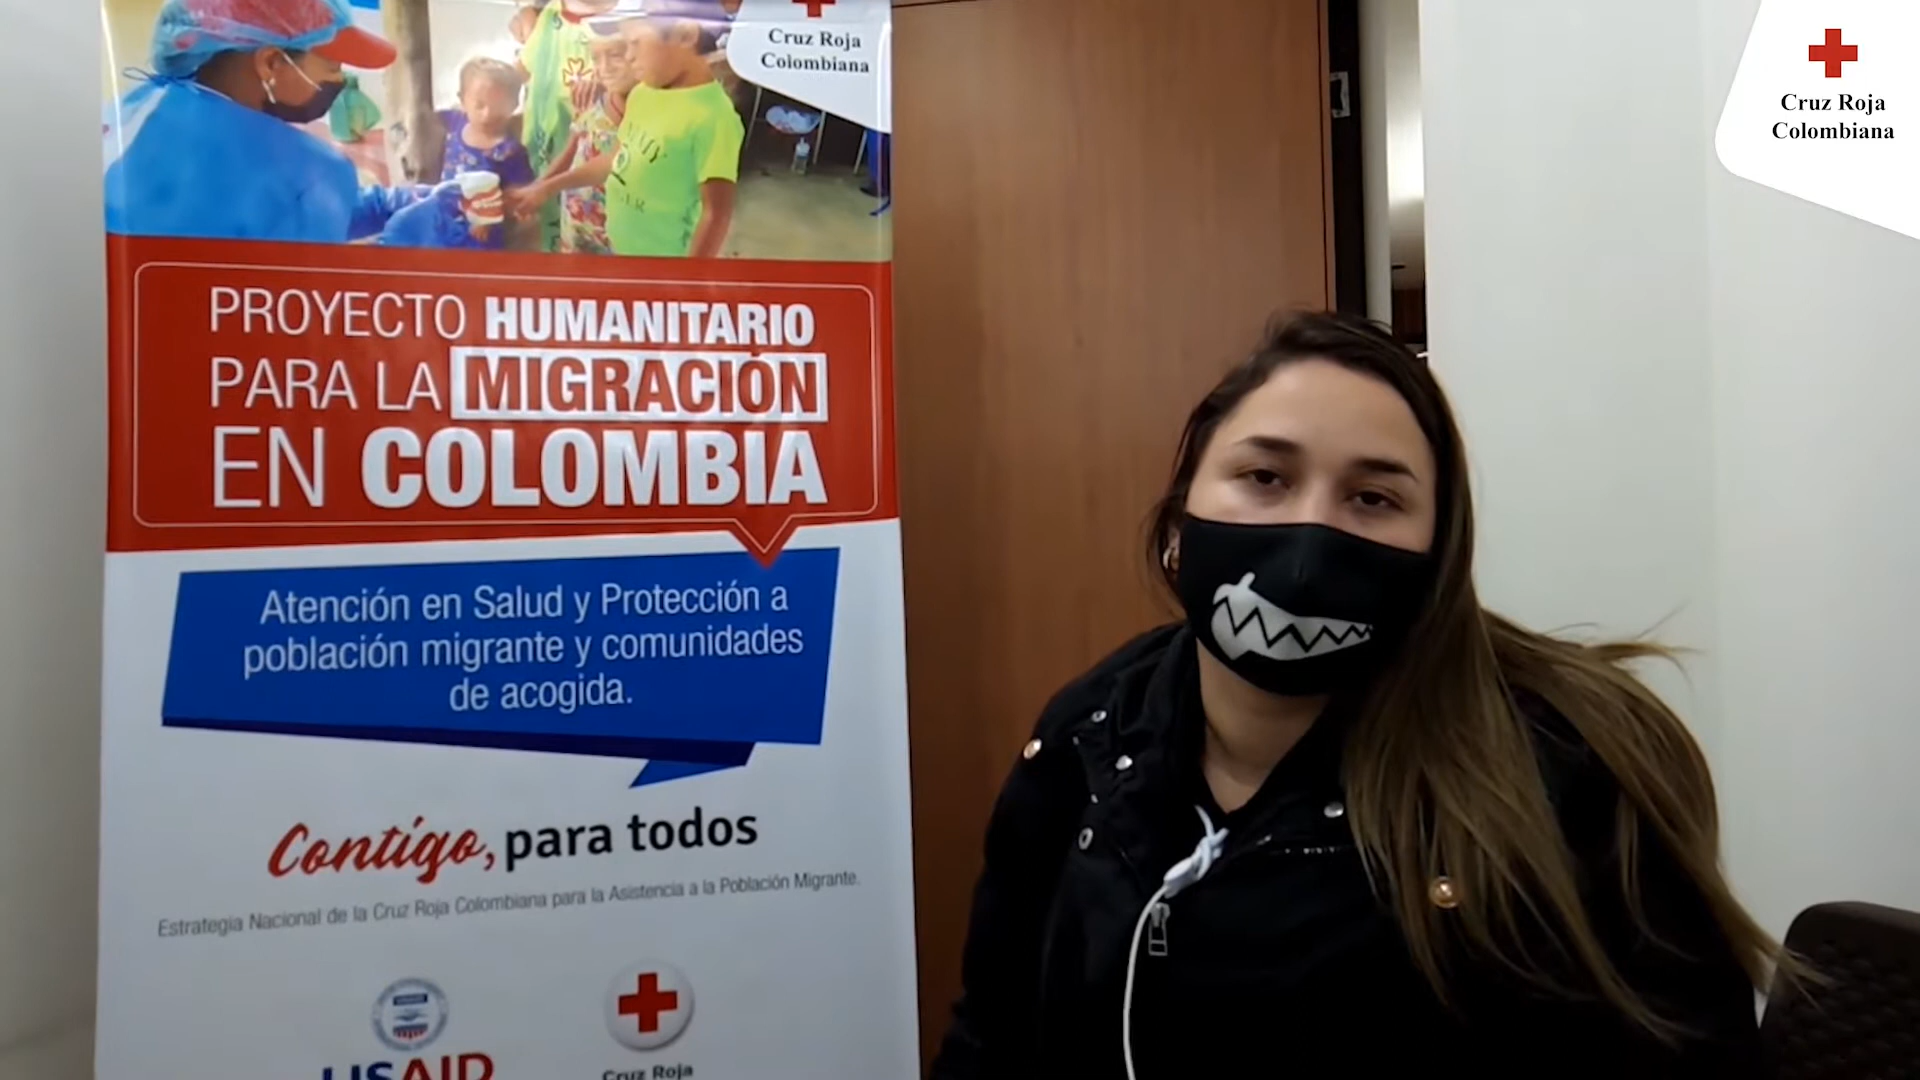 Cruz Roja
Colombiana
Cruz Roja
Colombiana
PROYECTO HUMANITARIO
PARA LA MIGRACIÓN
EN COLOMBIA
Atención en Salud y Protección a
población migrante y comunidades
de acogida.
Contigo, para todos
Estrategia Nacional de la Cruz Roja Colombiana para la Asistencia a la Población Migrante.
USAID
Cruz Roja